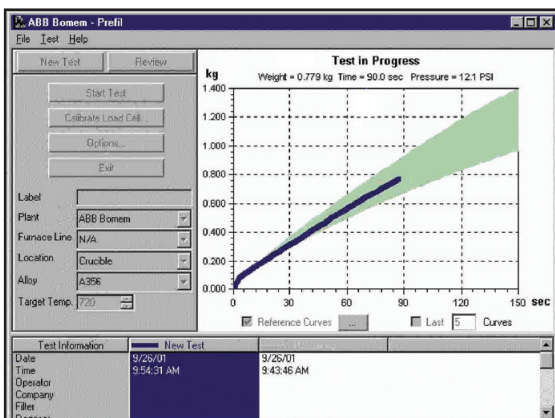 ABB Bomem - Prefil
File Test Help
New Test Review
Start Test
Calibrate Load Cell...
Options...
Exit
Label
Plant ABB Bomem
Furnace Line N/A
Location Crucible
Alloy A356
Target Temp. 720
Test in Progress
Weight = 0.779 kg Time = 90.0 sec Pressure = 12.1 PSI
kg
1.400
1.200
1.000
0.800
0.600
0.400
0.200
0.000
0 30 60 90 120 150 sec
Reference Curves ... Last 5 Curves
Test Information New Test
Date 9/26/01 9/26/01
Time 9:54:31 AM 9:43:46 AM
Operator
Company
Filter